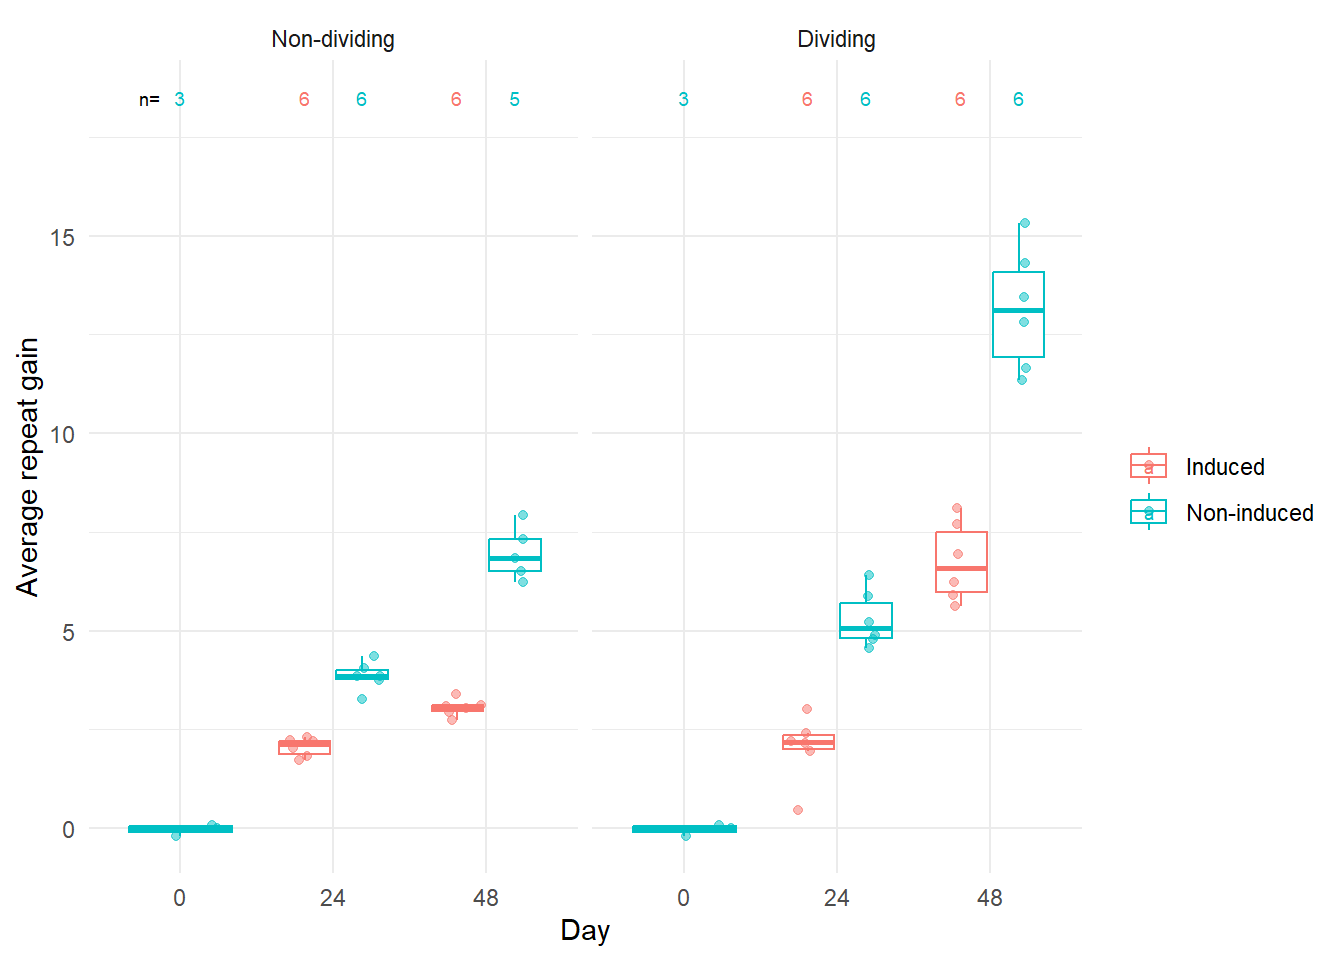 Non-dividing Dividing
n= 3 6 6 6 5 3 6 6 6 6
15
10
5
0
Average repeat gain
a Induced
a Non-induced
0 24 48 0 24 48
Day